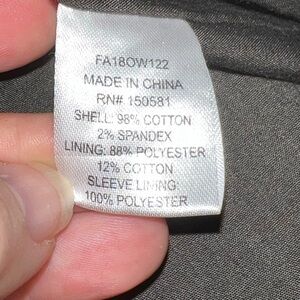 FA18OW122
MADE IN CHINA
RN# 150581
SHELL: 98% COTTON
2% SPANDEX
LINING: 88% POLYESTER
12% COTTON
SLEEVE LINING:
100% POLYESTER